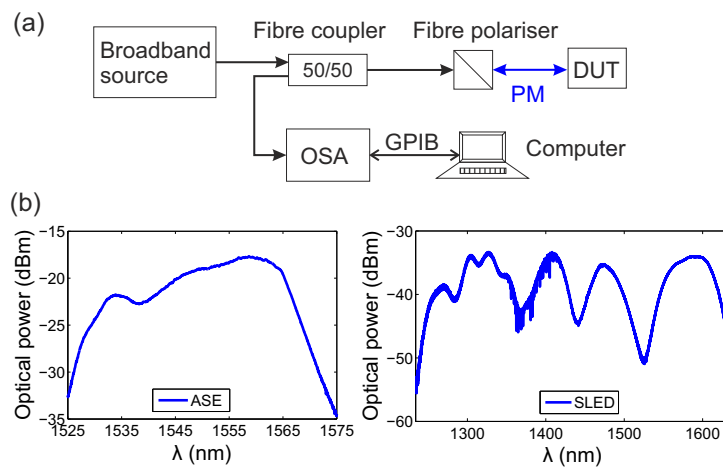 (a)
Fibre coupler
Fibre polariser
Broadband
source
50/50
DUT
PM
OSA
GPIB
Computer
(b)
−15
−20
−25
−30
−35
Optical power (dBm)
ASE
1525
1535
1545
1555
1565
1575
λ (nm)
−30
−40
−50
−60
Optical power (dBm)
SLED
1300
1400
1500
1600
λ (nm)